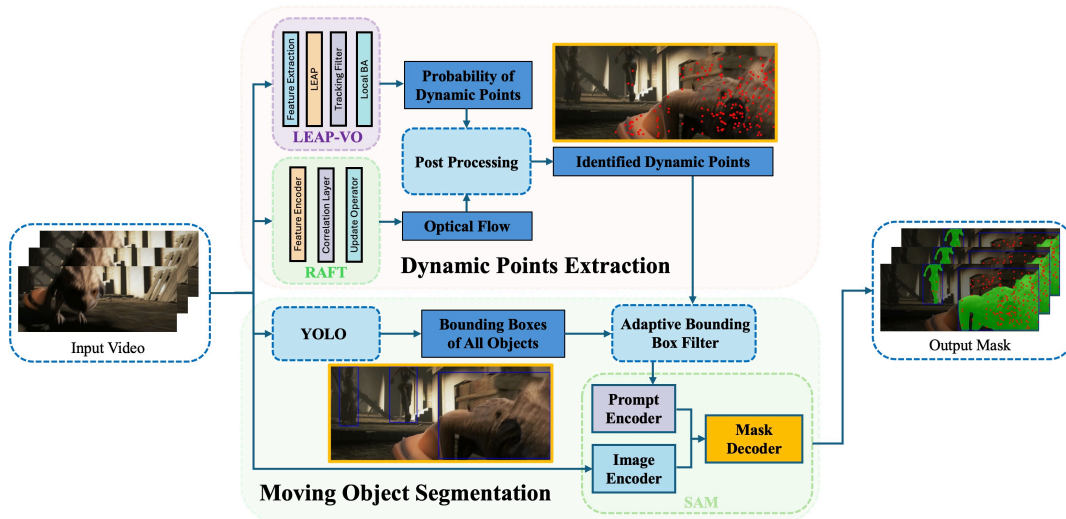 Feature Extraction
LEAP
Tracking Filter
Local BA
LEAP-VO
Probability of
Dynamic Points
Post Processing
Identified Dynamic Points
Feature Encoder
Correlation Layer
Update Operator
RAFT
Optical Flow
Dynamic Points Extraction
Input Video
YOLO
Bounding Boxes
of All Objects
Adaptive Bounding
Box Filter
Output Mask
Prompt
Encoder
Mask
Decoder
Image
Encoder
Moving Object Segmentation
SAM